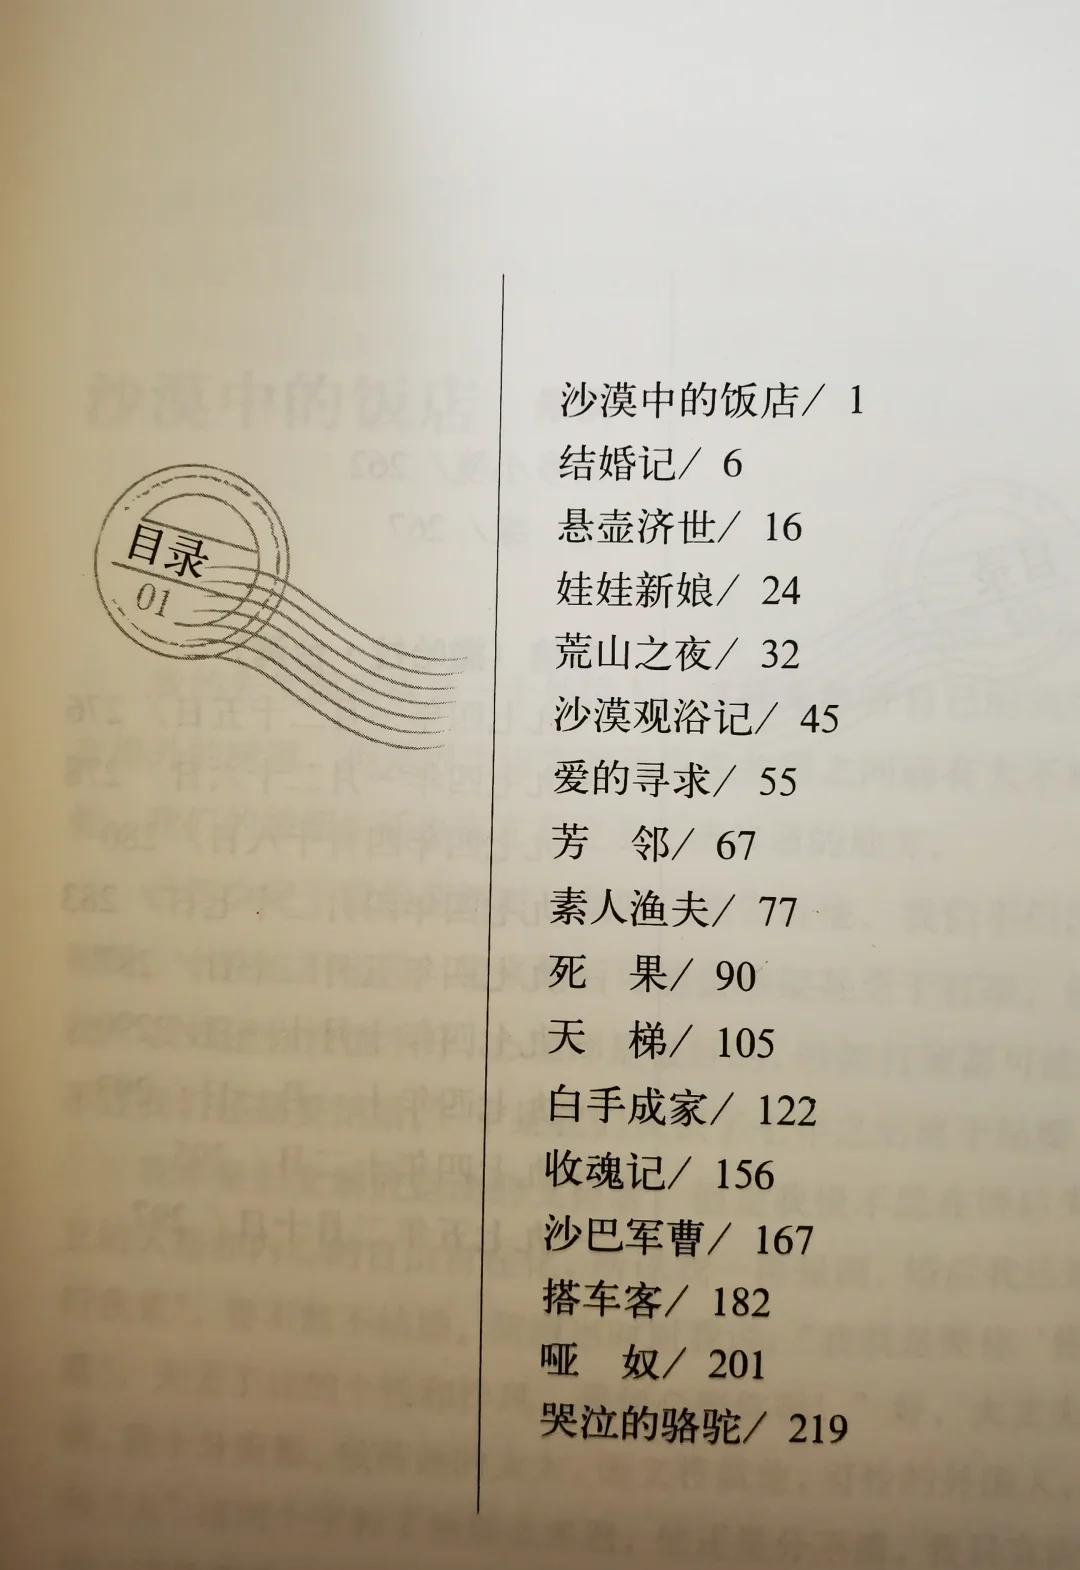 目录
01
沙漠中的饭店/ 1
结婚记/ 6
悬壶济世/ 16
娃娃新娘/ 24
荒山之夜/ 32
沙漠观浴记/ 45
爱的寻求/ 55
芳　邻/ 67
素人渔夫/ 77
死　果/ 90
天　梯/ 105
白手成家/ 122
收魂记/ 156
沙巴军曹/ 167
搭车客/ 182
哑　奴/ 201
哭泣的骆驼/ 219